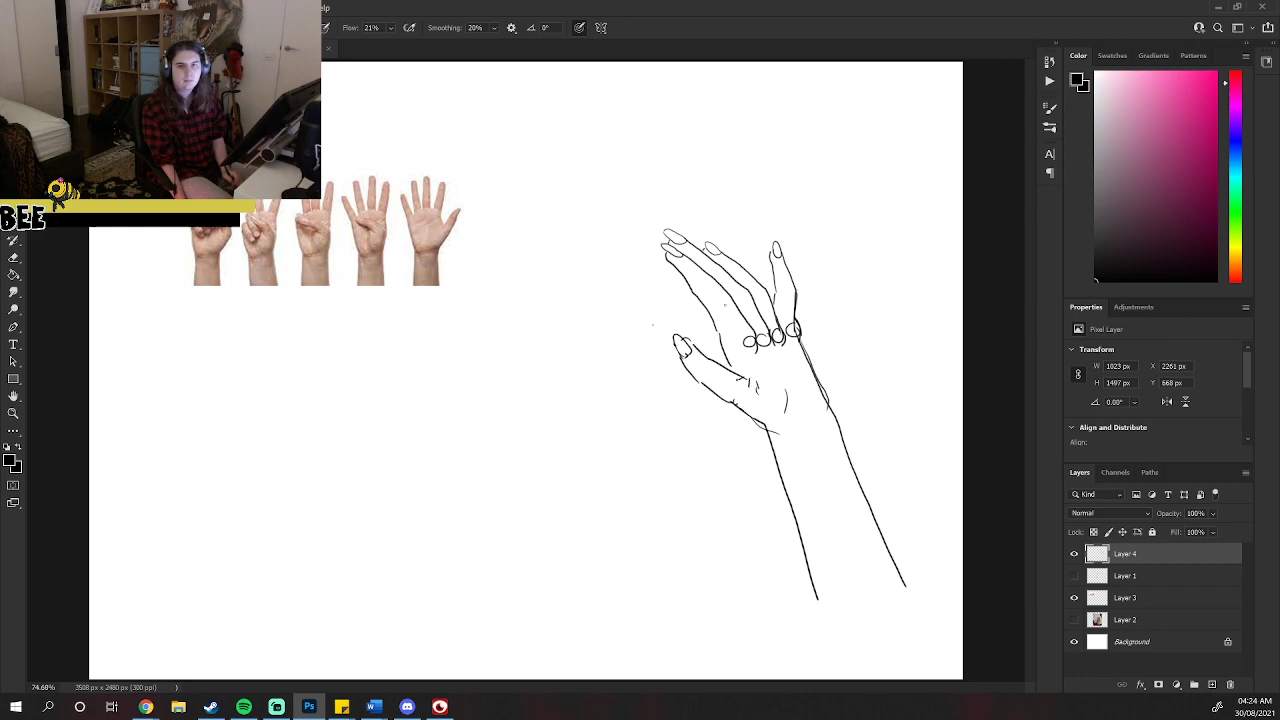 elp
Flow: 21% Smoothing: 20% 0°
BEE
Color Swatches Gradients Patterns
Properties Adjustments
Pixel Layer
Transform
W: 1023 px X: 2261 px
H: 1497 px Y: 568 px
0.00°
Align and Distribute
Align:
Layers Channels Paths
Kind
Normal Opacity: 100%
Lock: Fill: 100%
Layer 4
Layer 1
Layer 3
Layer 2
Background
74.68% 3508 px x 2480 px (300 ppi)
04:24 AM
30/08/2021